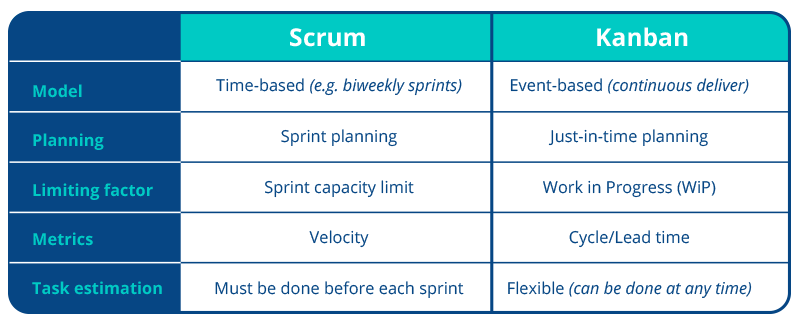 Scrum Kanban
Model Time-based (e.g. biweekly sprints) Event-based (continuous deliver)
Planning Sprint planning Just-in-time planning
Limiting factor Sprint capacity limit Work in Progress (WiP)
Metrics Velocity Cycle/Lead time
Task estimation Must be done before each sprint Flexible (can be done at any time)